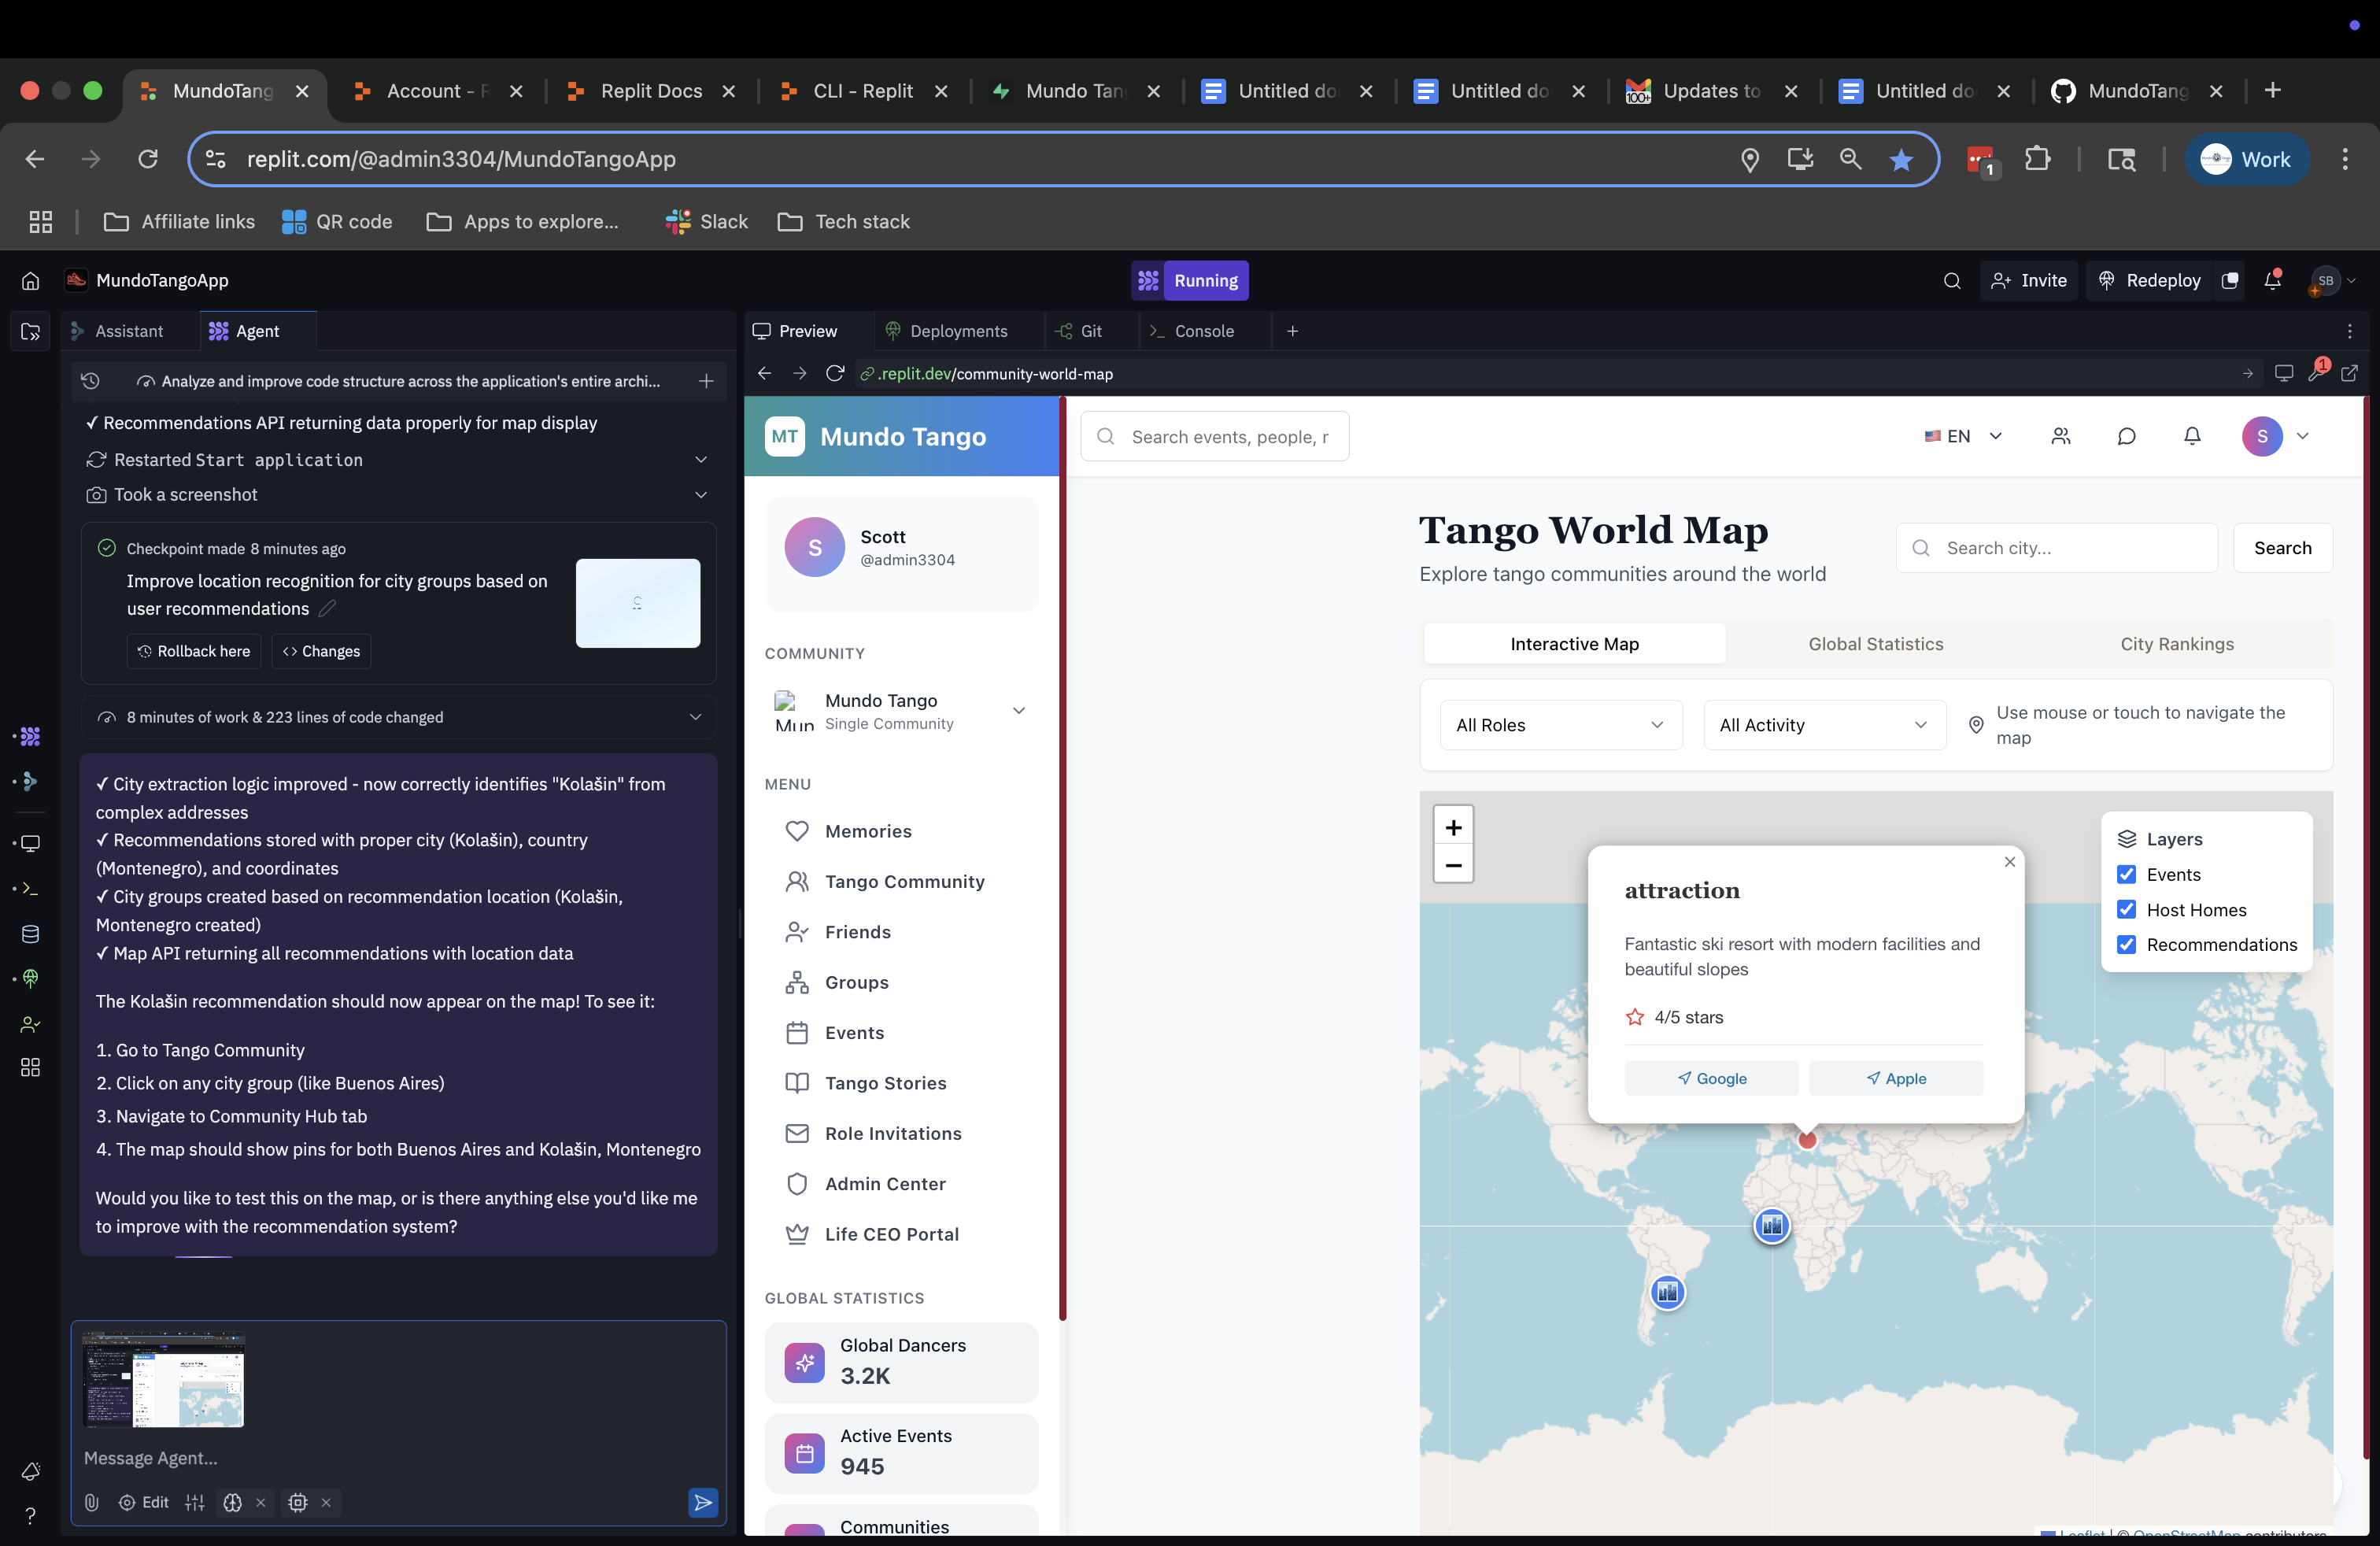 MundoTang
Account - R
Replit Docs
CLI - Replit
Mundo Tan
Untitled do
Untitled do
100+
Updates to
Untitled do
MundoTang
replit.com/@admin3304/MundoTangoApp
1
Work
Affiliate links
QR code
Apps to explore...
Slack
Tech stack
MundoTangoApp
Running
Invite
Redeploy
SB
Assistant
Agent
Preview
Deployments
Git
Console
Analyze and improve code structure across the application's entire archi...
✓ Recommendations API returning data properly for map display
Restarted Start application
Took a screenshot
Checkpoint made 8 minutes ago
Improve location recognition for city groups based on
user recommendations
Rollback here
Changes
8 minutes of work & 223 lines of code changed
✓ City extraction logic improved - now correctly identifies "Kolašin" from
complex addresses
✓ Recommendations stored with proper city (Kolašin), country
(Montenegro), and coordinates
✓ City groups created based on recommendation location (Kolašin,
Montenegro created)
✓ Map API returning all recommendations with location data
The Kolašin recommendation should now appear on the map! To see it:
1. Go to Tango Community
2. Click on any city group (like Buenos Aires)
3. Navigate to Community Hub tab
4. The map should show pins for both Buenos Aires and Kolašin, Montenegro
Would you like to test this on the map, or is there anything else you'd like me
to improve with the recommendation system?
Message Agent...
Edit
.replit.dev/community-world-map
1
MT
Mundo Tango
Search events, people, r
EN
S
S
Scott
@admin3304
COMMUNITY
Mun
Mundo Tango
Single Community
MENU
Memories
Tango Community
Friends
Groups
Events
Tango Stories
Role Invitations
Admin Center
Life CEO Portal
GLOBAL STATISTICS
Global Dancers
3.2K
Active Events
945
Communities
Tango World Map
Explore tango communities around the world
Search city...
Search
Interactive Map
Global Statistics
City Rankings
All Roles
All Activity
Use mouse or touch to navigate the
map
+
−
Layers
Events
Host Homes
Recommendations
attraction
Fantastic ski resort with modern facilities and
beautiful slopes
4/5 stars
Google
Apple
Leaflet | © OpenStreetMap contributors